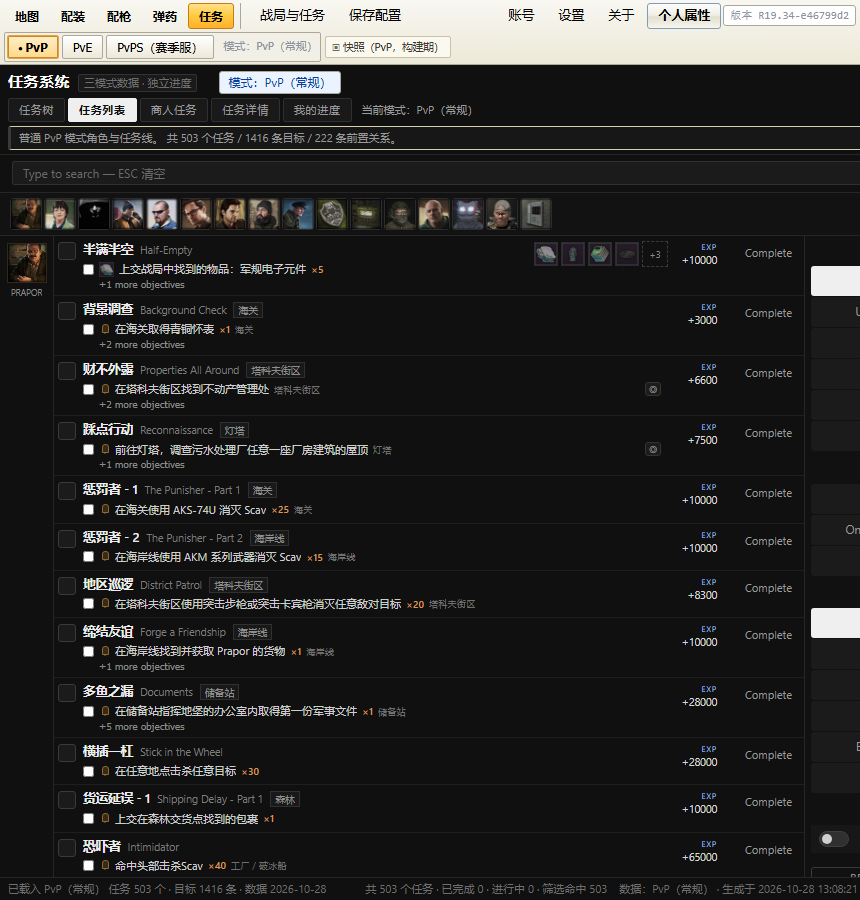 地图 配装 配枪 弹药 任务 战局与任务 保存配置 账号 设置 关于 个人属性 版本 R19.34-e46799d2
• PvP PvE PvPS（赛季服） 模式：PvP（常规） 快照（PvP，构建期）
任务系统 三模式数据 · 独立进度 模式：PvP（常规）
任务树 任务列表 商人任务 任务详情 我的进度 当前模式：PvP（常规）
普通 PvP 模式角色与任务线。 共 503 个任务 / 1416 条目标 / 222 条前置关系。
Type to search — ESC 清空
PRAPOR
半满半空 Half-Empty +3 EXP +10000 Complete
上交战局中找到的物品：军规电子元件 ×5
+1 more objectives
背景调查 Background Check 海关 EXP +3000 Complete
在海关取得青铜怀表 ×1 海关
+2 more objectives
财不外露 Properties All Around 塔科夫街区 EXP +6600 Complete
在塔科夫街区找到不动产管理处 塔科夫街区
+2 more objectives
踩点行动 Reconnaissance 灯塔 EXP +7500 Complete
前往灯塔，调查污水处理厂任意一座厂房建筑的屋顶 灯塔
+1 more objectives
惩罚者 - 1 The Punisher - Part 1 海关 EXP +10000 Complete
在海关使用 AKS-74U 消灭 Scav ×25 海关
惩罚者 - 2 The Punisher - Part 2 海岸线 EXP +10000 Complete
在海岸线使用 AKM 系列武器消灭 Scav ×15 海岸线
地区巡逻 District Patrol 塔科夫街区 EXP +8300 Complete
在塔科夫街区使用突击步枪或突击卡宾枪消灭任意敌对目标 ×20 塔科夫街区
缔结友谊 Forge a Friendship 海岸线 EXP +10000 Complete
在海岸线找到并获取 Prapor 的货物 ×1 海岸线
+1 more objectives
多鱼之漏 Documents 储备站 EXP +28000 Complete
在储备站指挥地堡的办公室内取得第一份军事文件 ×1 储备站
+5 more objectives
横插一杠 Stick in the Wheel EXP +28000 Complete
在任意地点击杀任意目标 ×30
货运延误 - 1 Shipping Delay - Part 1 森林 EXP +10000 Complete
上交在森林交货点找到的包裹 ×1
恐吓者 Intimidator EXP +65000 Complete
命中头部击杀Scav ×40 工厂 / 破冰船
On
已载入 PvP（常规） 任务 503 个 · 目标 1416 条 · 数据 2026-10-28 共 503 个任务 · 已完成 0 · 进行中 0 · 筛选命中 503 数据：PvP（常规） · 生成于 2026-10-28 13:08:21